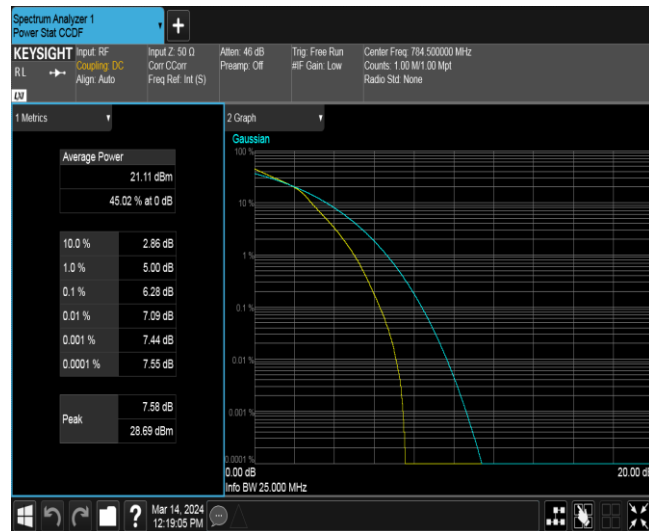 Spectrum Analyzer 1
Power Stat CCDF
+
KEYSIGHT
RL
LXI
Input: RF
Coupling: DC
Align: Auto
Input Z: 50 Ω
Corr CCorr
Freq Ref: Int (S)
Atten: 46 dB
Preamp: Off
Trig: Free Run
#IF Gain: Low
Center Freq: 784.500000 MHz
Counts: 1.00 M/1.00 Mpt
Radio Std: None
1 Metrics
Average Power
21.11 dBm
45.02 % at 0 dB
10.0 % 2.86 dB
1.0 % 5.00 dB
0.1 % 6.28 dB
0.01 % 7.09 dB
0.001 % 7.44 dB
0.0001 % 7.55 dB
Peak
7.58 dB
28.69 dBm
2 Graph
Gaussian
100 %
10 %
1 %
0.1 %
0.01 %
0.001 %
0.0001 %
0.00 dB
20.00 d
Info BW 25.000 MHz
?
Mar 14, 2024
12:19:05 PM